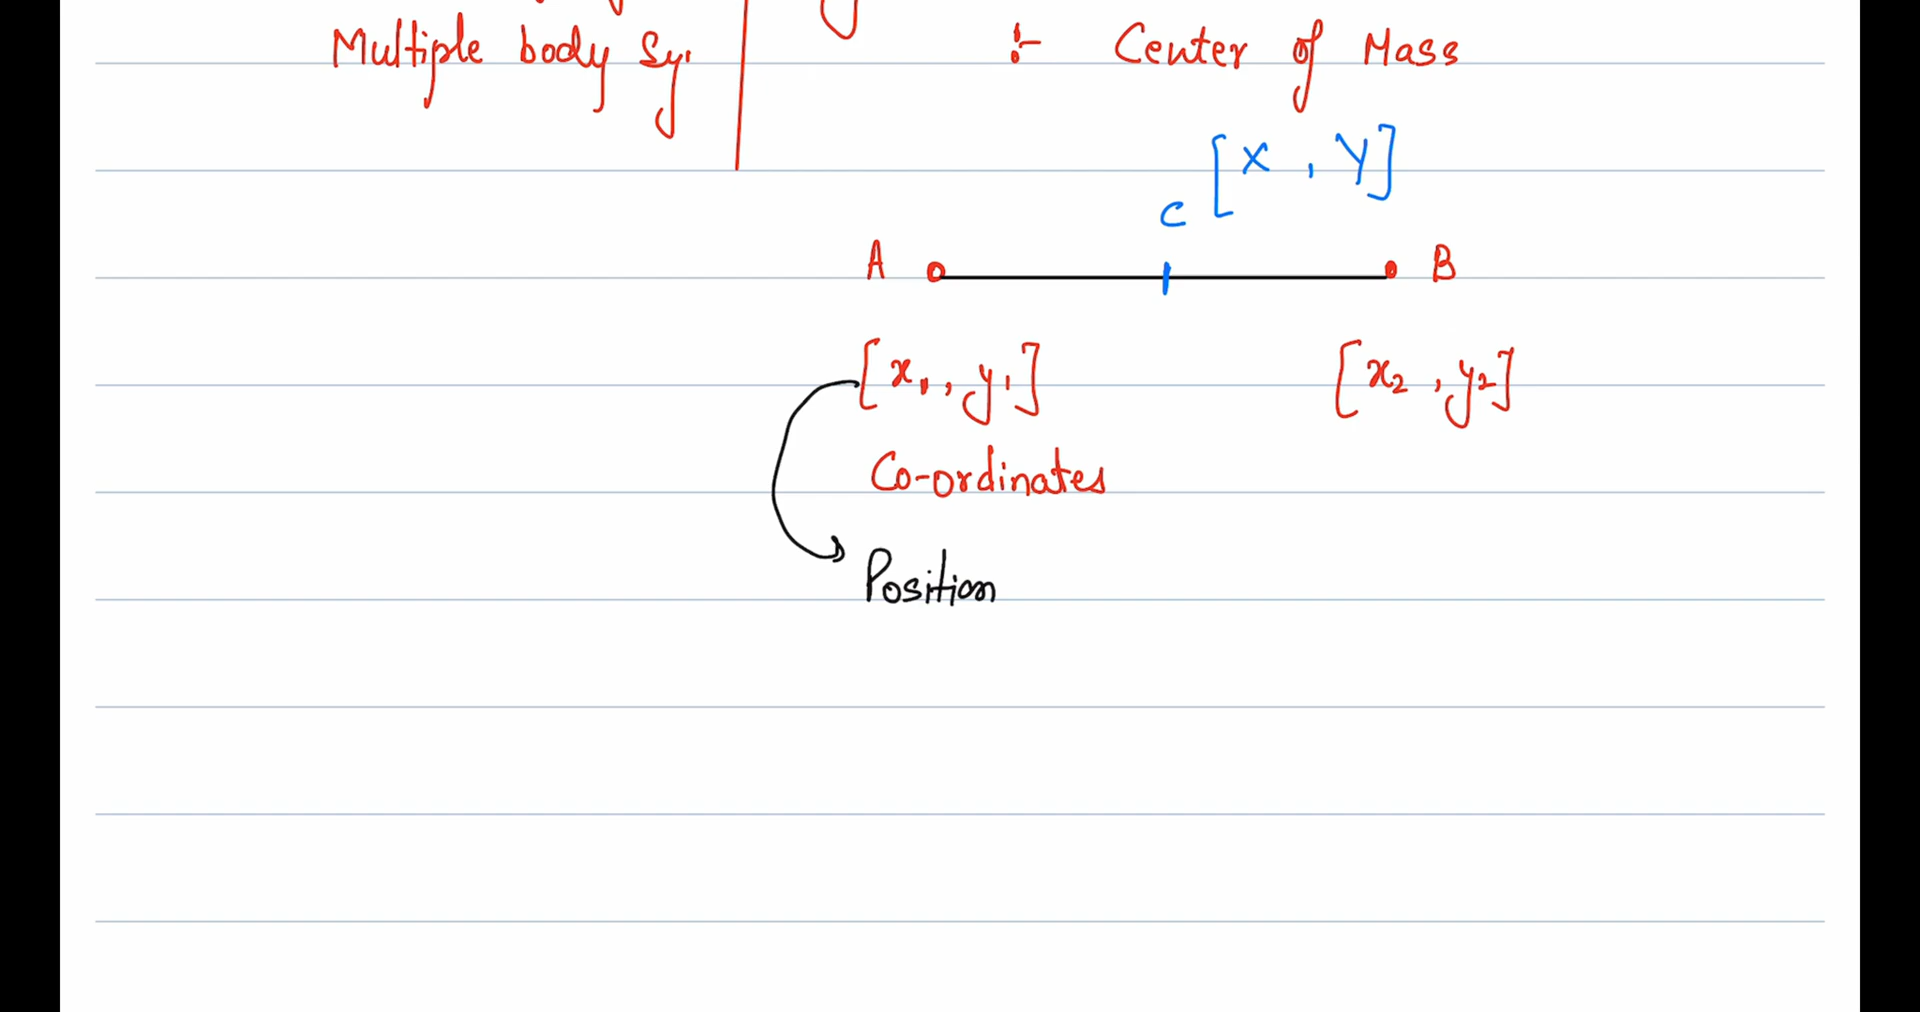 Multiple body Sy. :- Center of Mass
[x , y]
C
A B
[x₁, y₁] [x₂, y₂]
Co-ordinates
Position